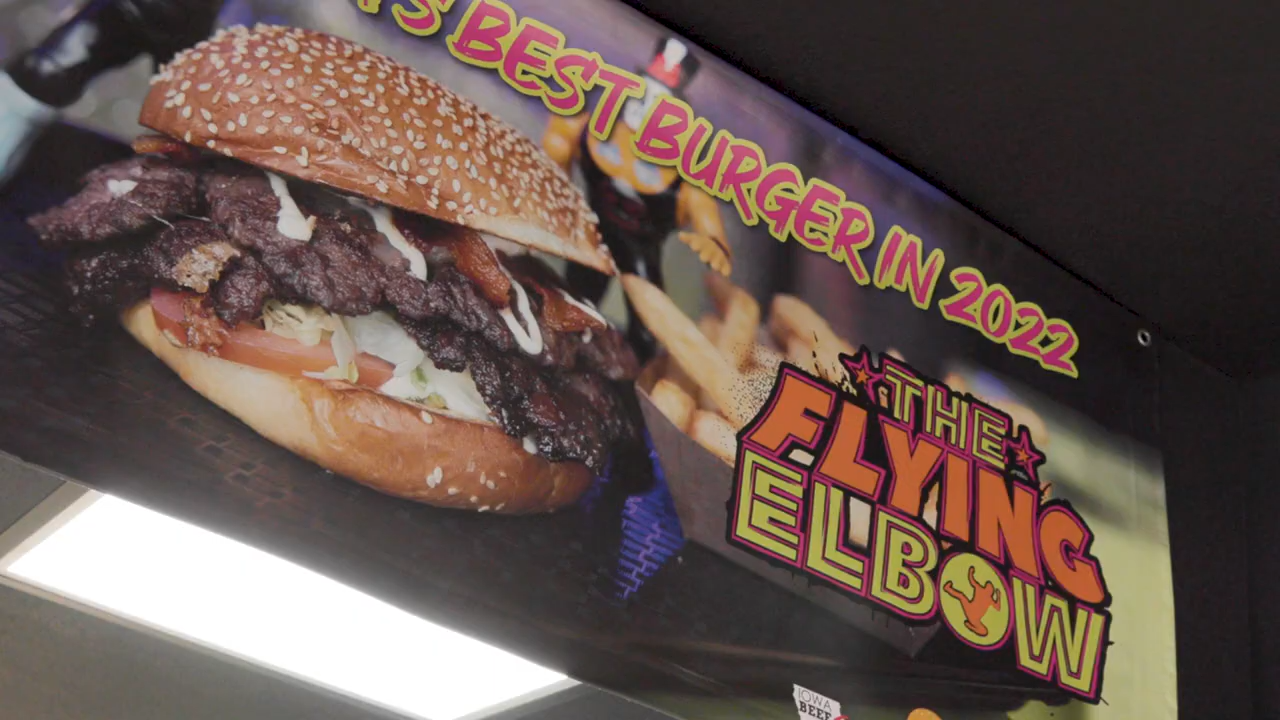 'S BEST BURGER IN 2022
THE
FLYING
ELBOW
IOWA
BEEF